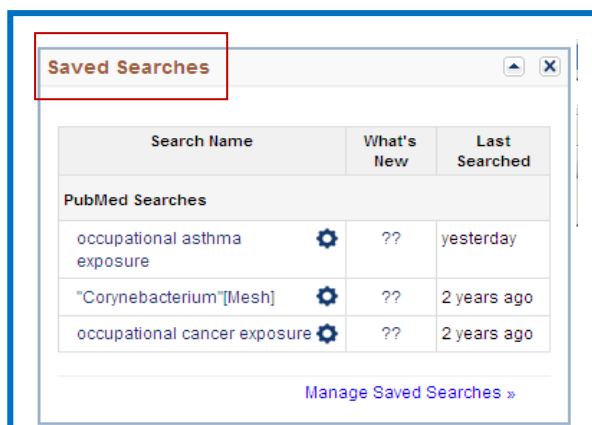 Saved Searches
Search Name What's New Last Searched
PubMed Searches
occupational asthma exposure ?? yesterday
"Corynebacterium"[Mesh] ?? 2 years ago
occupational cancer exposure ?? 2 years ago
Manage Saved Searches »